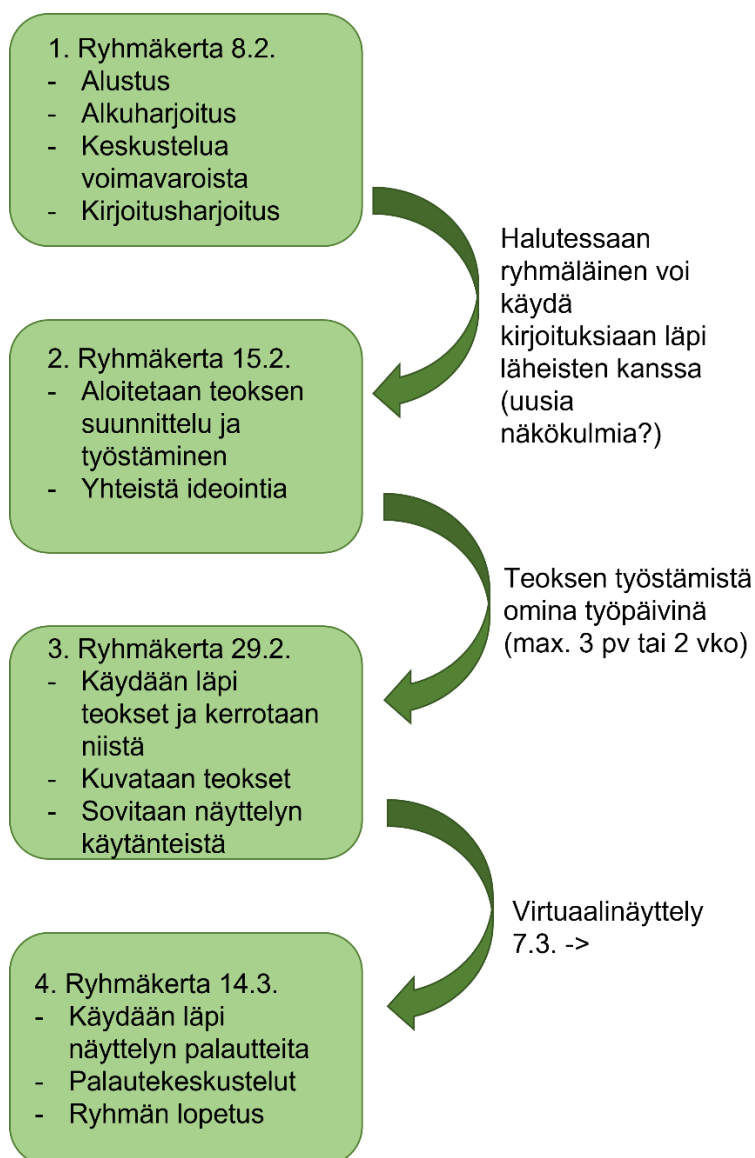 1. Ryhmäkerta 8.2.
- Alustus
- Alkuharjoitus
- Keskustelua
voimavaroista
- Kirjoitusharjoitus
Halutessaan
ryhmäläinen voi
käydä
kirjoituksiaan läpi
läheisten kanssa
(uusia
näkökulmia?)
2. Ryhmäkerta 15.2.
- Aloitetaan teoksen
suunnittelu ja
työstäminen
- Yhteistä ideointia
Teoksen työstämistä
omina työpäivinä
(max. 3 pv tai 2 vko)
3. Ryhmäkerta 29.2.
- Käydään läpi
teokset ja kerrotaan
niistä
- Kuvataan teokset
- Sovitaan näyttelyn
käytänteistä
Virtuaalinäyttely
7.3. ->
4. Ryhmäkerta 14.3.
- Käydään läpi
näyttelyn palautteita
- Palautekeskustelut
- Ryhmän lopetus